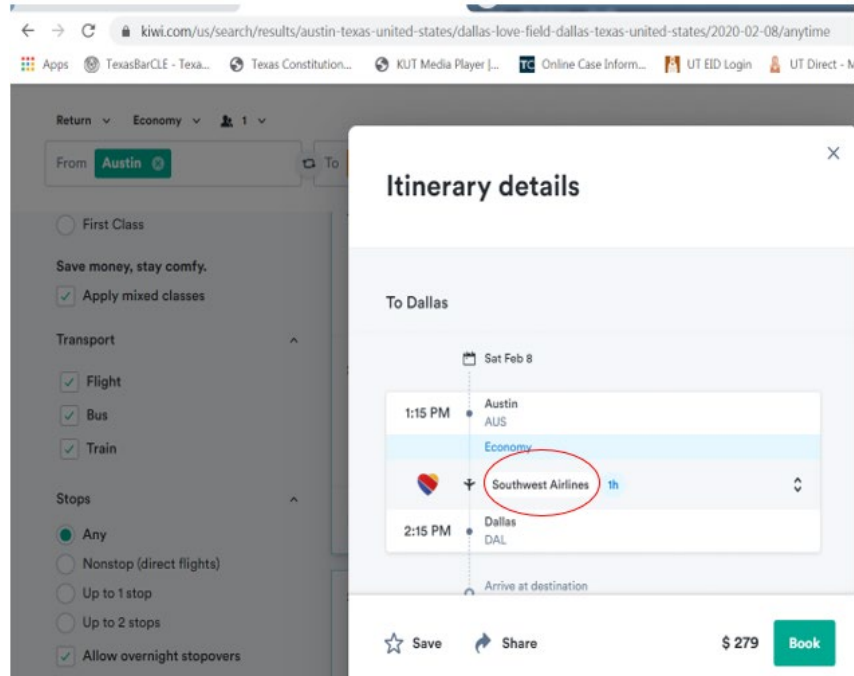 kiwi.com/us/search/results/austin-texas-united-states/dallas-love-field-dallas-texas-united-states/2020-02-08/anytime
Apps TexasBarCLE - Texa... Texas Constitution... KUT Media Player |... TC Online Case Inform... UT EID Login UT Direct - M
Return Economy 1
From Austin To
Itinerary details
First Class
Save money, stay comfy.
Apply mixed classes
To Dallas
Transport
Sat Feb 8
Flight
1:15 PM Austin
Bus
AUS
Train
Economy
Southwest Airlines 1h
Stops
2:15 PM Dallas
Any
DAL
Nonstop (direct flights)
Up to 1 stop
Arrive at destination
Up to 2 stops
Save Share $ 279 Book
Allow overnight stopovers